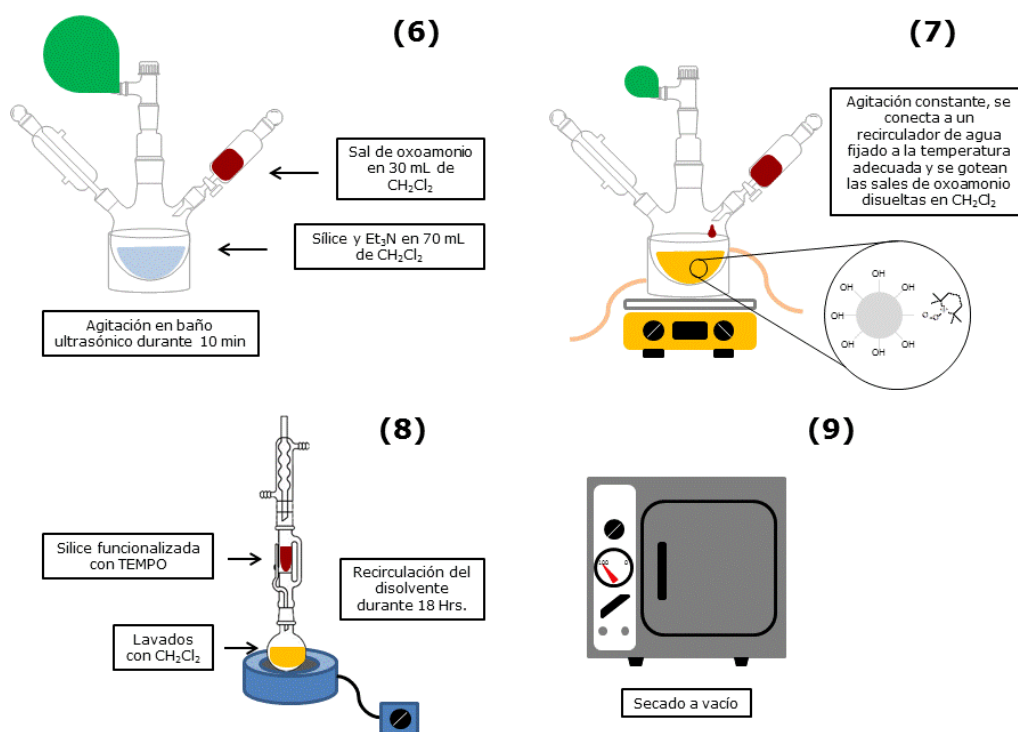 (6)
Sal de oxoamonio
en 30 mL de
CH₂Cl₂
Sílice y Et₃N en 70 mL
de CH₂Cl₂
Agitación en baño
ultrasónico durante 10 min
(7)
Agitación constante, se
conecta a un
recirculador de agua
fijado a la temperatura
adecuada y se gotean
las sales de oxoamonio
disueltas en CH₂Cl₂
OH
OH
OH
OH
OH
OH
OH
(8)
Silice funcionalizada
con TEMPO
Recirculación del
disolvente
durante 18 Hrs.
Lavados
con CH₂Cl₂
(9)
100 0
Secado a vacío